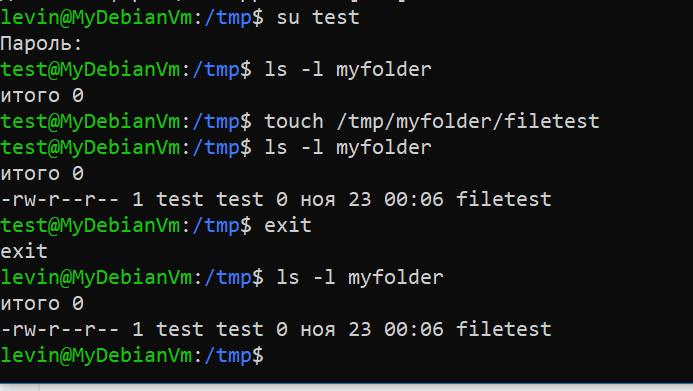 levin@MyDebianVm:/tmp$ su test
Пароль:
test@MyDebianVm:/tmp$ ls -l myfolder
итого 0
test@MyDebianVm:/tmp$ touch /tmp/myfolder/filetest
test@MyDebianVm:/tmp$ ls -l myfolder
итого 0
-rw-r--r-- 1 test test 0 ноя 23 00:06 filetest
test@MyDebianVm:/tmp$ exit
exit
levin@MyDebianVm:/tmp$ ls -l myfolder
итого 0
-rw-r--r-- 1 test test 0 ноя 23 00:06 filetest
levin@MyDebianVm:/tmp$